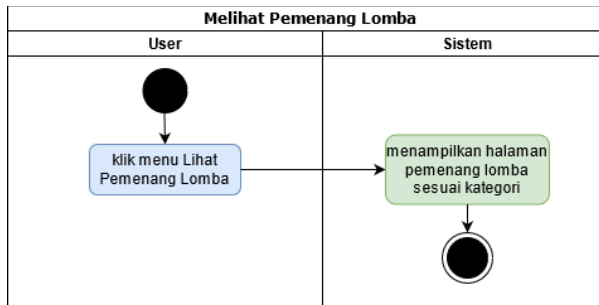 Melihat Pemenang Lomba
User
Sistem
klik menu Lihat
Pemenang Lomba
menampilkan halaman
pemenang lomba
sesuai kategori